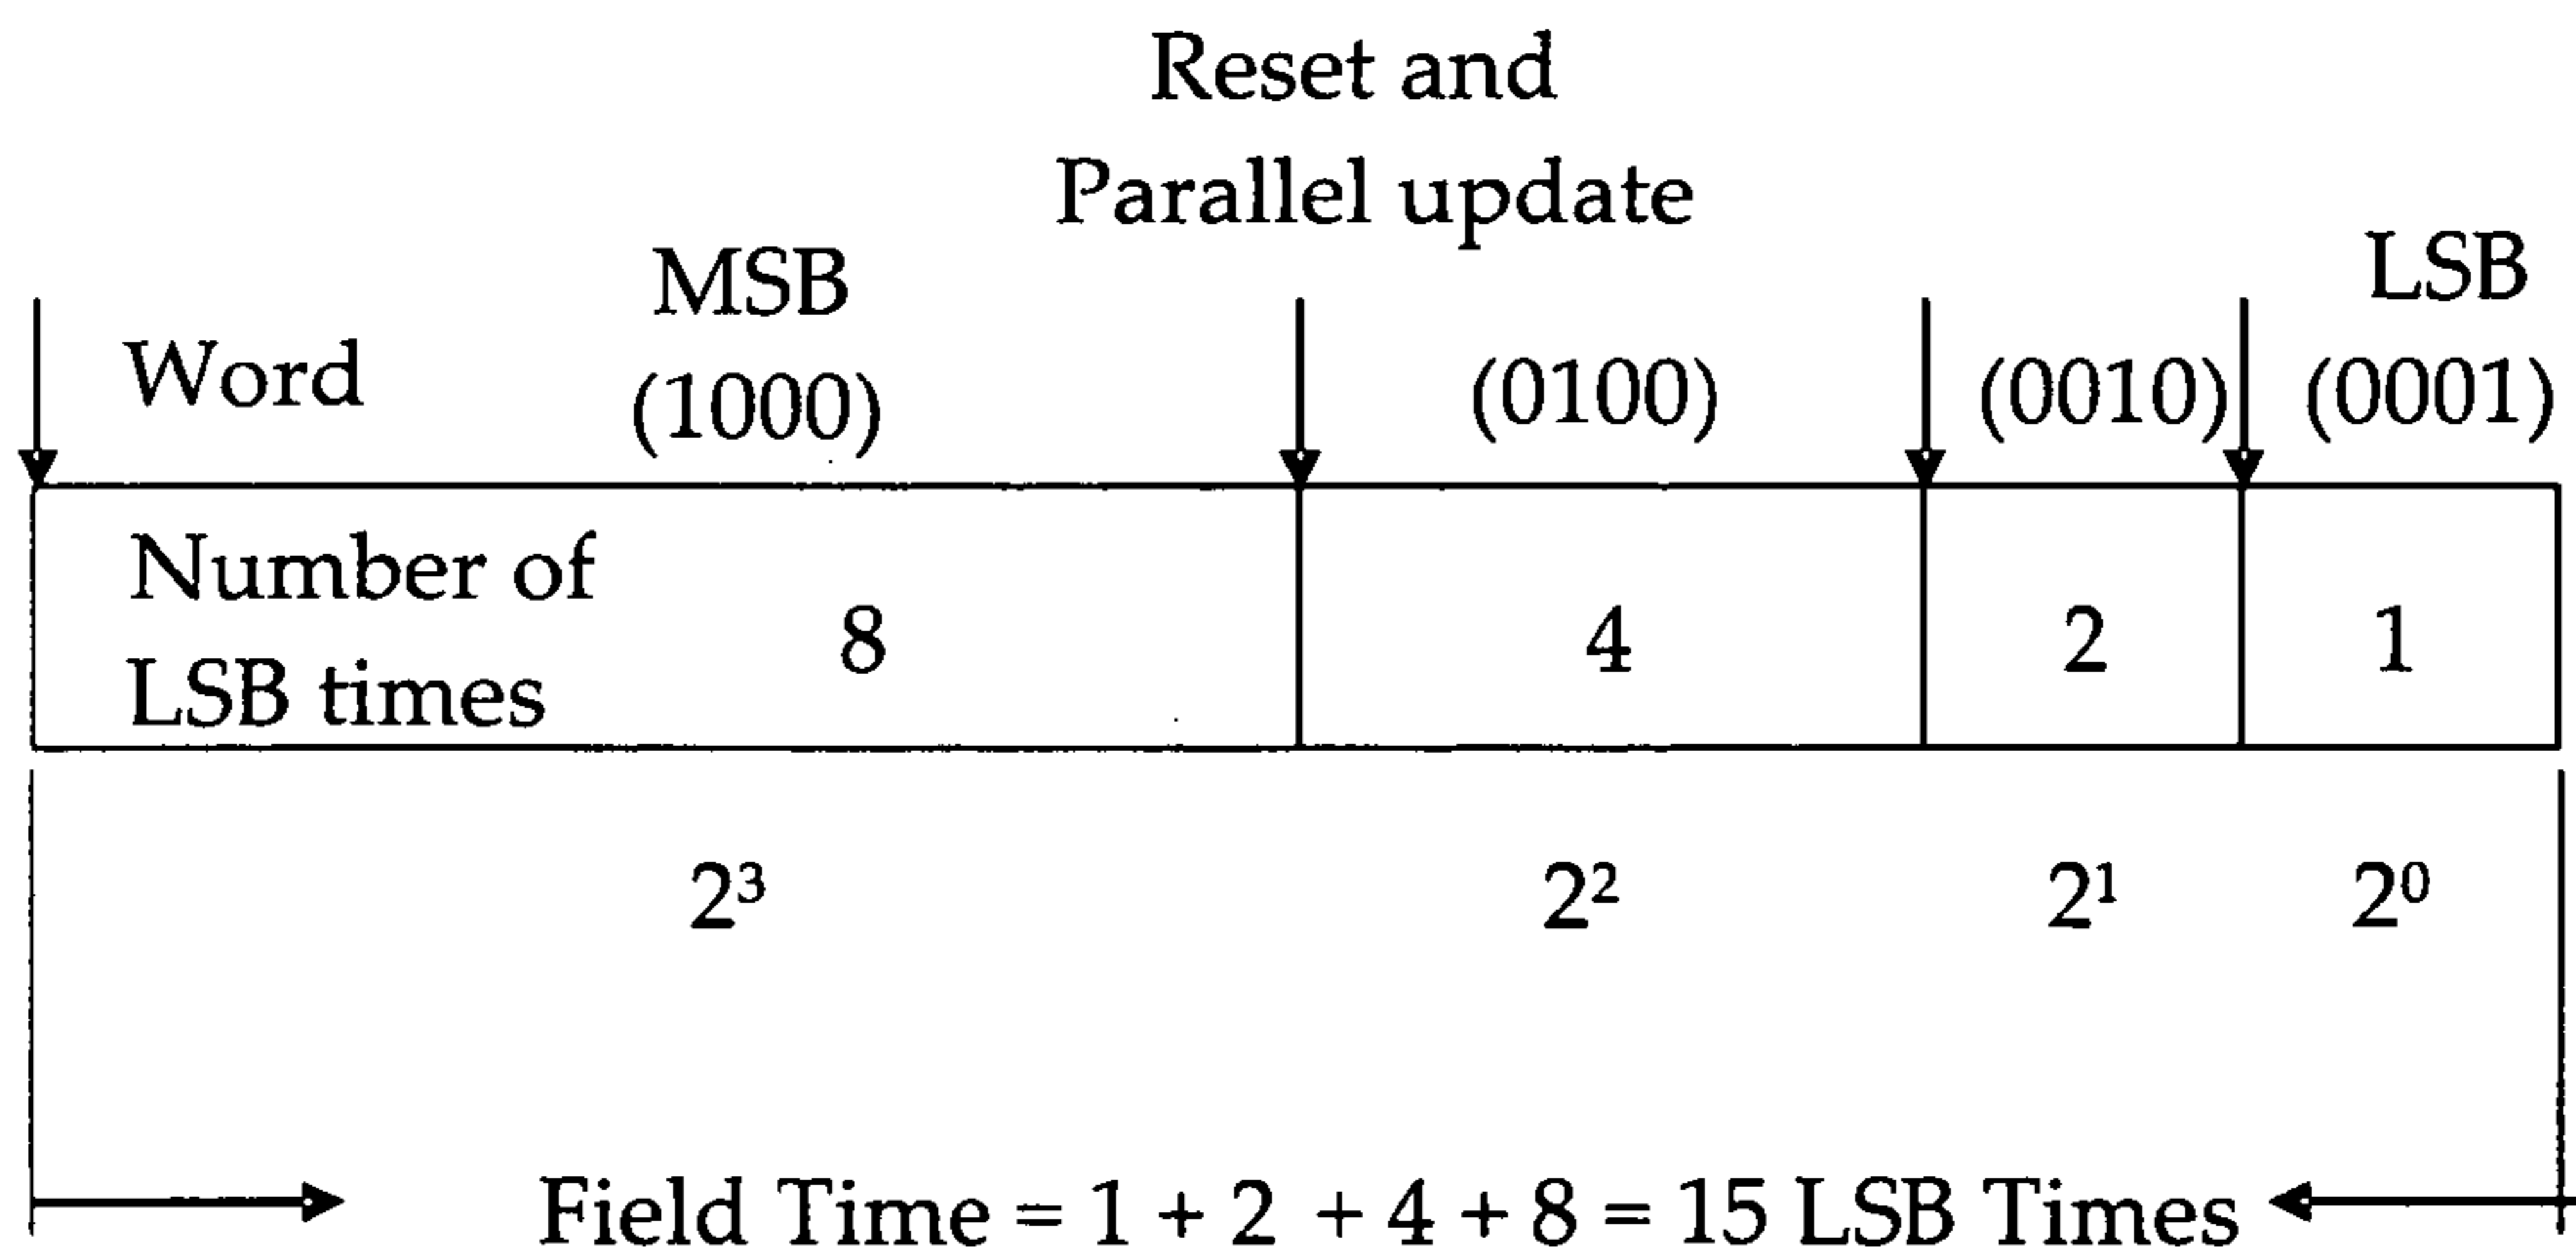 Reset and
Parallel update
MSB
LSB
Word
(1000)
(0100)
(0010)
(0001)
Number of
LSB times
8
4
2
1
2³
2²
2¹
2⁰
Field Time = 1 + 2 + 4 + 8 = 15 LSB Times